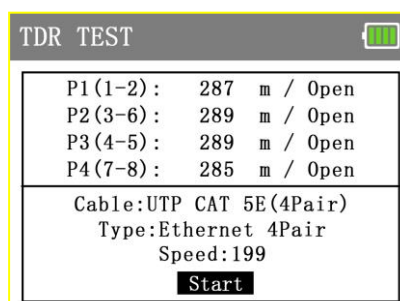 TDR TEST
P1(1-2): 287 m / Open
P2(3-6): 289 m / Open
P3(4-5): 289 m / Open
P4(7-8): 285 m / Open
Cable:UTP CAT 5E(4Pair)
Type:Ethernet 4Pair
Speed:199
Start